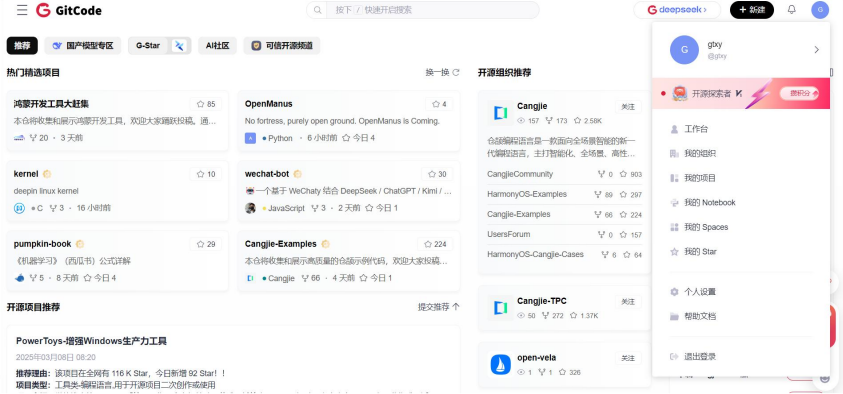 GitCode
按下 / 快速开启搜索
deepseek
+ 新建
G
推荐
国产模型专区
G-Star
AI社区
可信开源频道
热门精选项目
换一换
鸿蒙开发工具大赶集
85
本仓将收集和展示鸿蒙开发工具，欢迎大家踊跃投稿。通...
20 · 3 天前
OpenManus
4
No fortress, purely open ground. OpenManus is Coming.
Python · 6 小时前 今日 4
kernel
10
deepin linux kernel
C 3 · 16 小时前
wechat-bot
30
一个基于 WeChaty 结合 DeepSeek / ChatGPT / Kimi / ...
JavaScript 3 · 2 天前 今日 1
pumpkin-book
29
《机器学习》（西瓜书）公式详解
5 · 8 天前 今日 4
Cangjie-Examples
224
本仓将收集和展示高质量的仓颉示例代码，欢迎大家投稿...
Cangjie 66 · 4 天前 今日 1
开源项目推荐
提交推荐
PowerToys-增强Windows生产力工具
2025年03月08日 08:20
推荐理由：该项目在全网有 116 K Star，今日新增 92 Star！！
项目类型：工具类-编程语言,用于开源项目二次创作或使用
开源组织推荐
Cangjie
关注
157 173 2.58K
仓颉编程语言是一款面向全场景智能的新一
代编程语言，主打智能化、全场景、高性...
CangjieCommunity 0 903
HarmonyOS-Examples 89 297
Cangjie-Examples 66 224
UsersForum 0 157
HarmonyOS-Cangjie-Cases 6 64
Cangjie-TPC
关注
50 272 1.37K
open-vela
关注
1 1 326
G
gtxy
@gtxy
开源探索者
攒积分
工作台
我的组织
我的项目
我的 Notebook
我的 Spaces
我的 Star
个人设置
帮助文档
退出登录